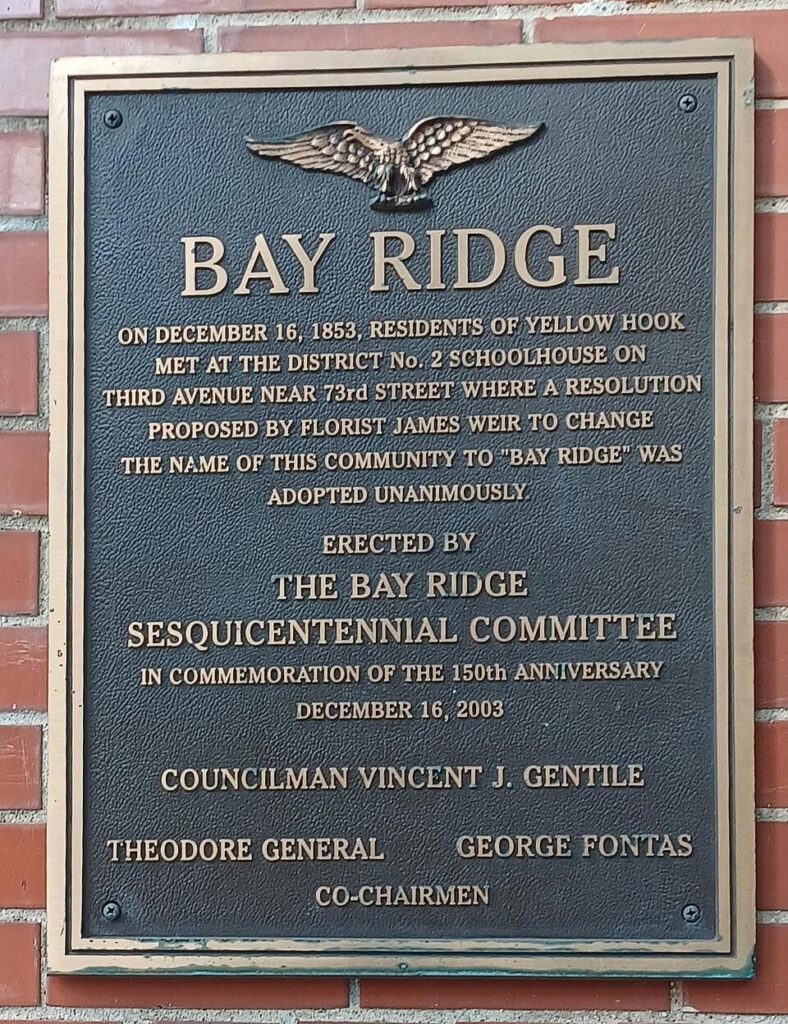 BAY RIDGE
ON DECEMBER 16, 1853, RESIDENTS OF YELLOW HOOK
MET AT THE DISTRICT No. 2 SCHOOLHOUSE ON
THIRD AVENUE NEAR 73rd STREET WHERE A RESOLUTION
PROPOSED BY FLORIST JAMES WEIR TO CHANGE
THE NAME OF THIS COMMUNITY TO "BAY RIDGE" WAS
ADOPTED UNANIMOUSLY.
ERECTED BY
THE BAY RIDGE
SESQUICENTENNIAL COMMITTEE
IN COMMEMORATION OF THE 150th ANNIVERSARY
DECEMBER 16, 2003
COUNCILMAN VINCENT J. GENTILE
THEODORE GENERAL GEORGE FONTAS
CO-CHAIRMEN